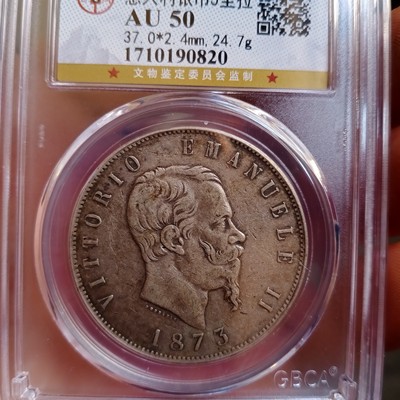 意大利银币5里拉
AU 50
37.0*2.4mm,24.7g
1710190820
★ 文物鉴定委员会监制 ★
VITTORIO EMANUELE II
1873
GBCA